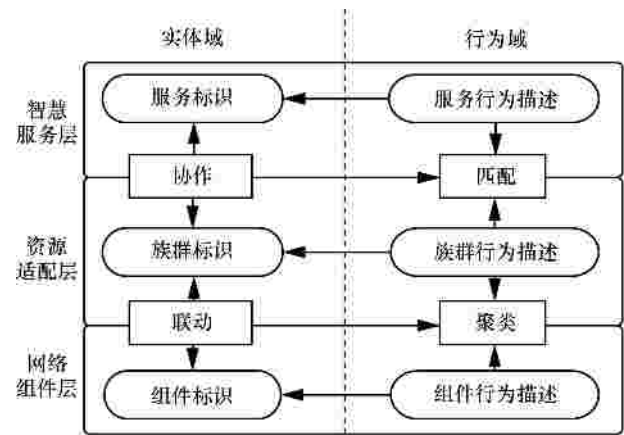 实体域
行为域
智慧
服务层
服务标识
服务行为描述
协作
匹配
资源
适配层
族群标识
族群行为描述
联动
聚类
网络
组件层
组件标识
组件行为描述